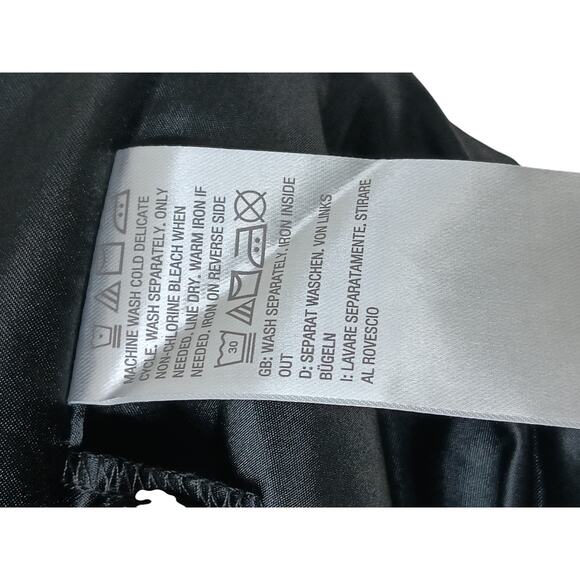 MACHINE WASH COLD DELICATE
CYCLE. WASH SEPARATELY. ONLY
NON-CHLORINE BLEACH WHEN
NEEDED. LINE DRY. WARM IRON IF
NEEDED. IRON ON REVERSE SIDE
30
GB: WASH SEPARATELY. IRON INSIDE
OUT
D: SEPARAT WASCHEN. VON LINKS
BÜGELN
I: LAVARE SEPARATAMENTE, STIRARE
AL ROVESCIO